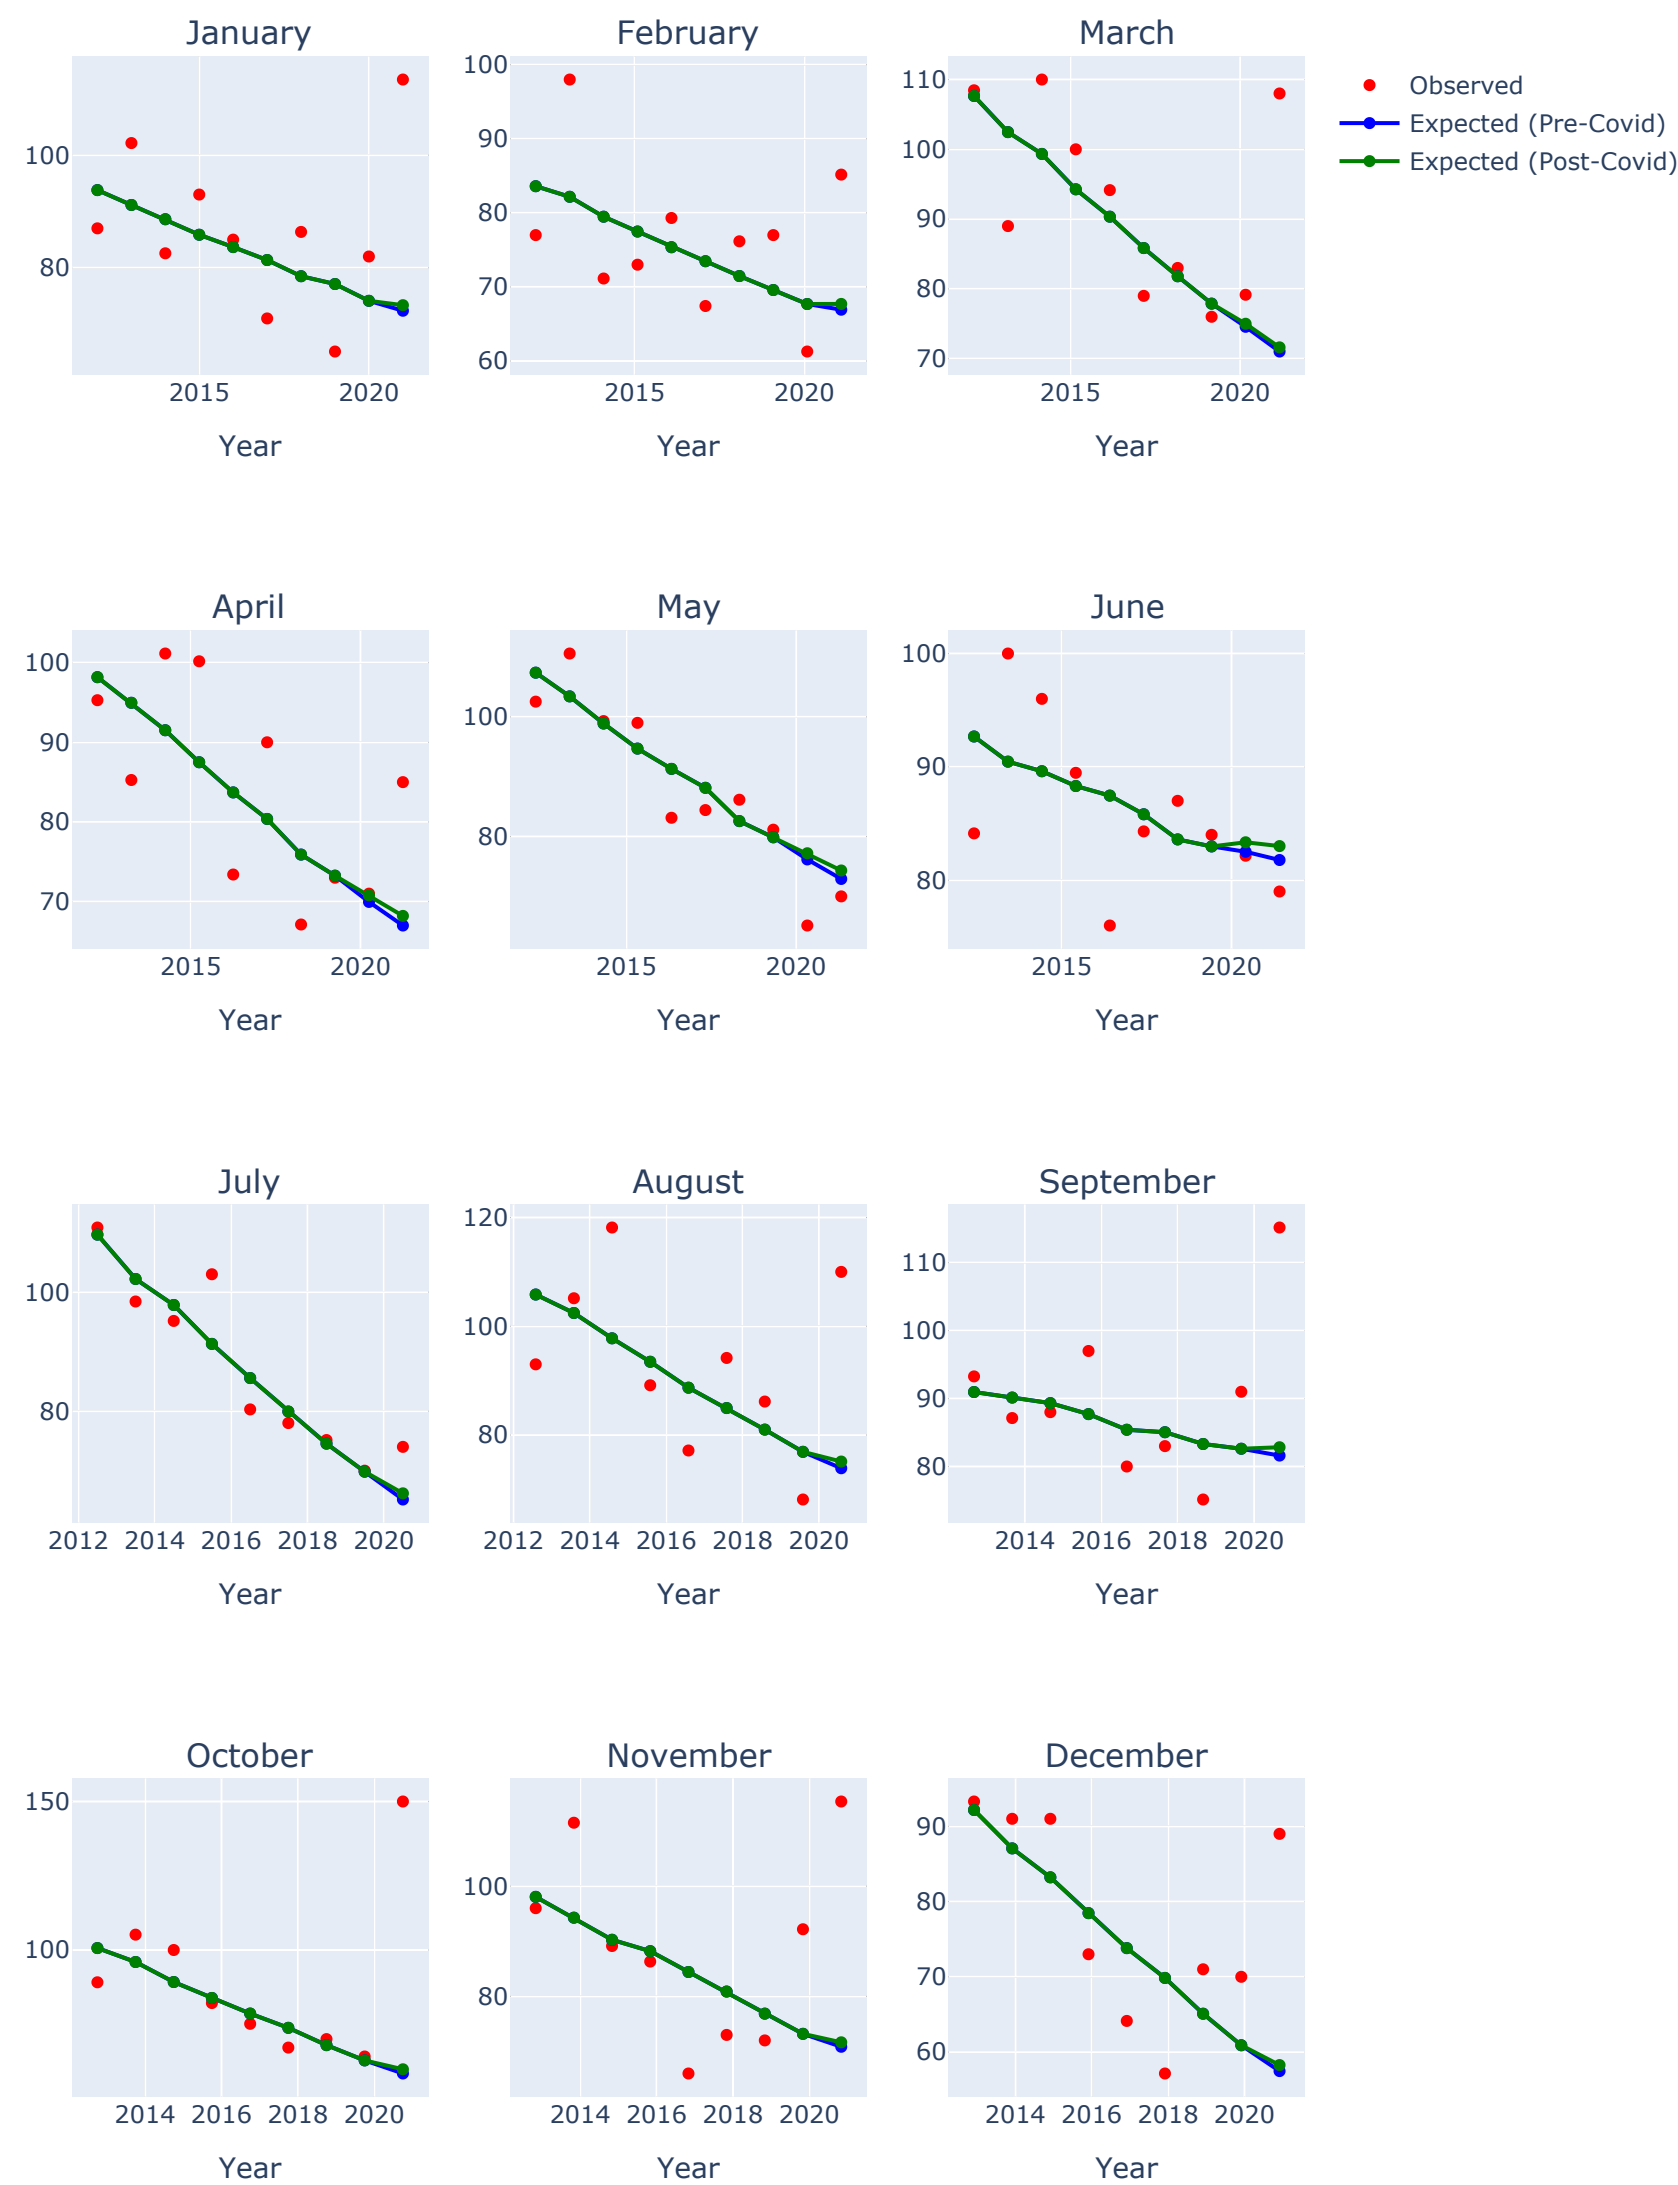 January
February
March
100
80
2015
2020
Year
100
90
80
70
60
2015
2020
Year
110
100
90
80
70
2015
2020
Year
Observed
Expected (Pre-Covid)
Expected (Post-Covid)
April
May
June
100
90
80
70
2015
2020
Year
100
80
2015
2020
Year
100
90
80
2015
2020
Year
July
August
September
100
80
2012 2014 2016 2018 2020
Year
120
100
80
2012 2014 2016 2018 2020
Year
110
100
90
80
2014 2016 2018 2020
Year
October
November
December
150
100
2014 2016 2018 2020
Year
100
80
2014 2016 2018 2020
Year
90
80
70
60
2014 2016 2018 2020
Year